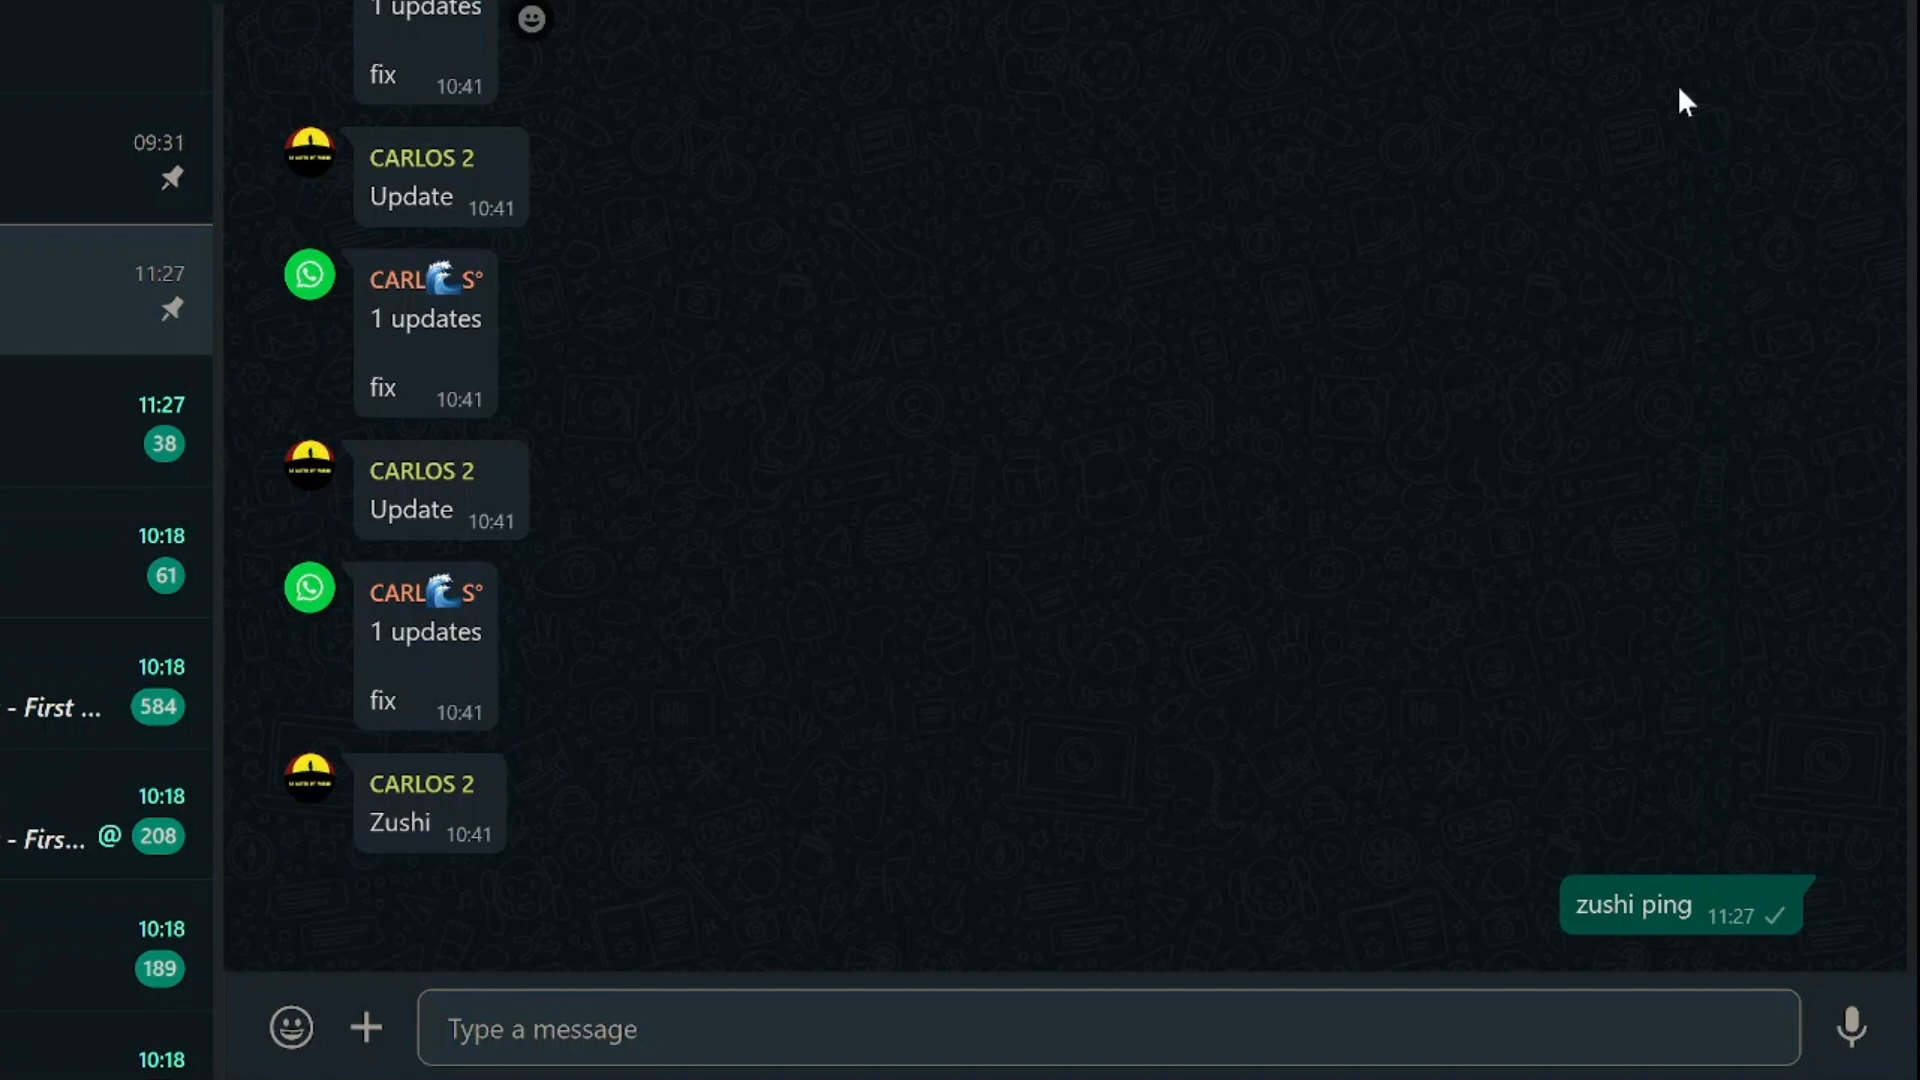 1 updates
fix 10:41
CARLOS 2
Update 10:41
CARL🌊S°
1 updates
fix 10:41
CARLOS 2
Update 10:41
CARL🌊S°
1 updates
fix 10:41
CARLOS 2
Zushi 10:41
zushi ping 11:27
Type a message
09:31
11:27
11:27
38
10:18
61
10:18
- First ... 584
10:18
- Firs... @ 208
10:18
189
10:18